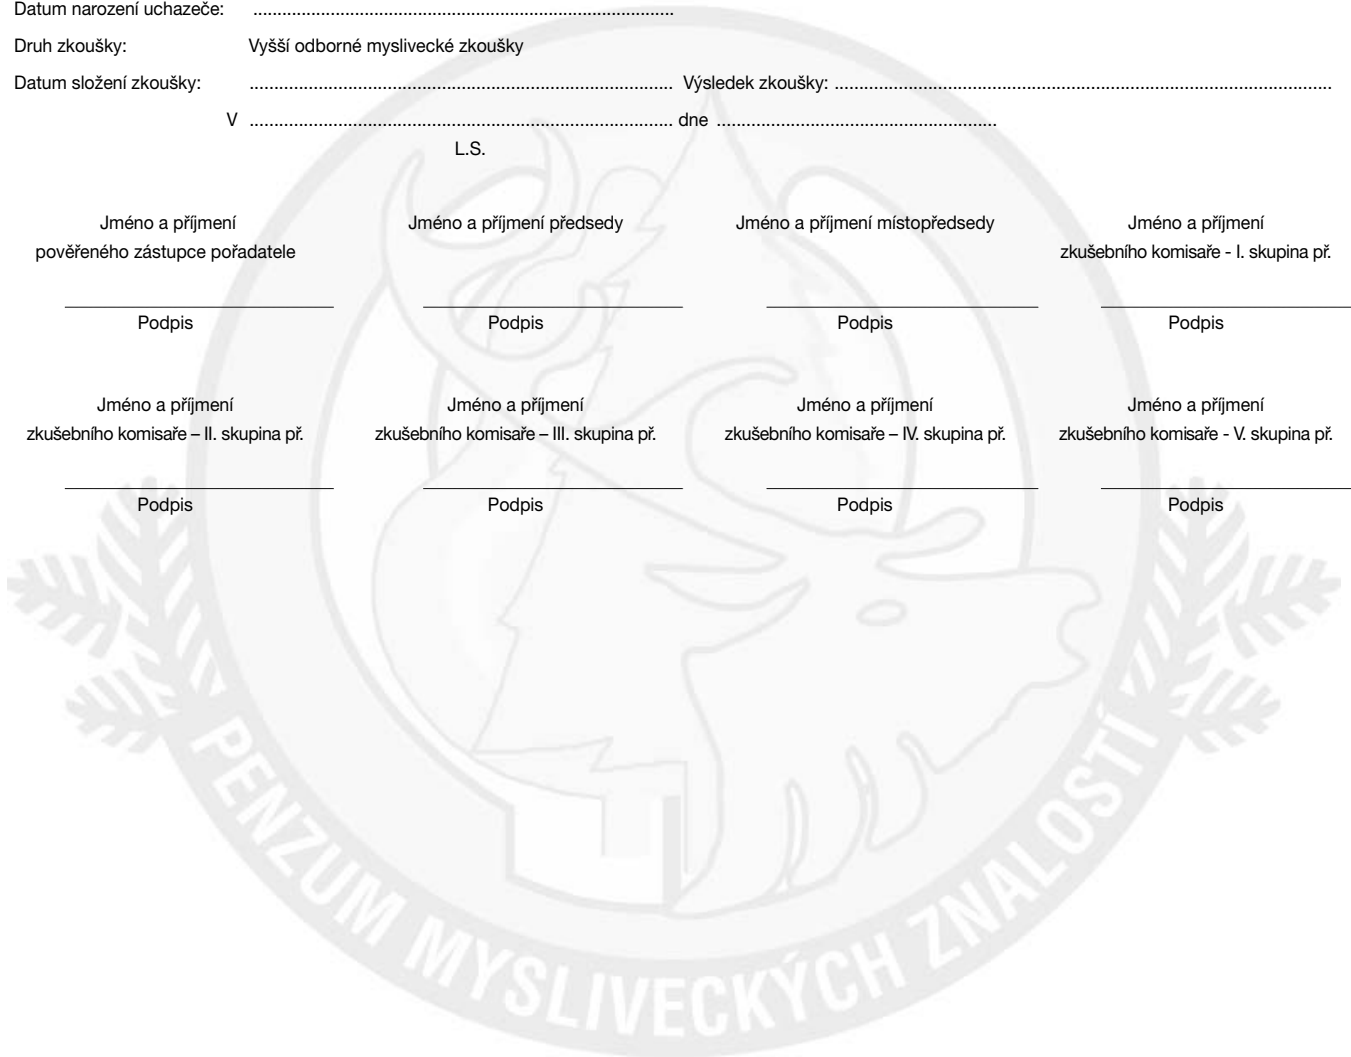 Datum narození uchazeče: ....................................................................................
Druh zkoušky: Vyšší odborné myslivecké zkoušky
Datum složení zkoušky: .................................................................................... Výsledek zkoušky: ...................................................................................................
V .................................................................................... dne ........................................................
L.S.
Jméno a příjmení Jméno a příjmení předsedy Jméno a příjmení místopředsedy Jméno a příjmení
pověřeného zástupce pořadatele zkušebního komisaře - I. skupina př.
Podpis Podpis Podpis Podpis
Jméno a příjmení Jméno a příjmení Jméno a příjmení Jméno a příjmení
zkušebního komisaře – II. skupina př. zkušebního komisaře – III. skupina př. zkušebního komisaře – IV. skupina př. zkušebního komisaře - V. skupina př.
Podpis Podpis Podpis Podpis
PENZUM MYSLIVECKÝCH ZNALOSTÍ